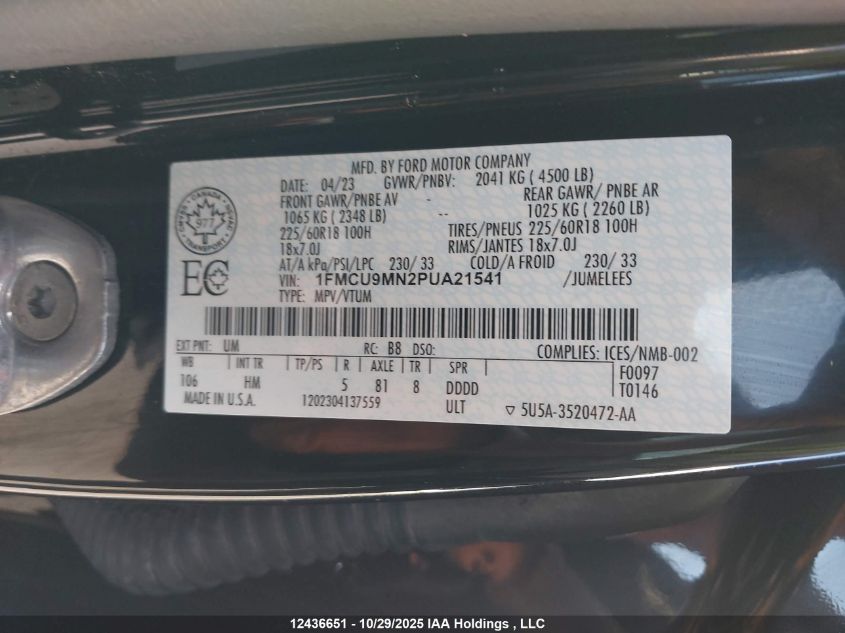 MFD. BY FORD MOTOR COMPANY
DATE: 04/23 GVWR/PNBV: 2041 KG ( 4500 LB)
FRONT GAWR/PNBE AV - REAR GAWR/ PNBE AR
1065 KG ( 2348 LB) -- 1025 KG ( 2260 LB)
225/60R18 100H TIRES/PNEUS 225/60R18 100H
18x7.0J RIMS/JANTES 18x7.0J
AT/A kPa/PSI/LPC 230/ 33 COLD/A FROID 230/ 33
VIN: 1FMCU9MN2PUA21541 /JUMELEES
TYPE: MPV/VTUM
CANADA
977
TRANSPORT
EC
EXT PNT: UM RC: B8 DSO: COMPLIES: ICES/NMB-002
WB INT TR TP/PS R AXLE TR SPR F0097
106 HM 5 81 8 DDDD T0146
MADE IN U.S.A. 1202304137559 ULT ▽ 5U5A-3520472-AA
12436651 - 10/29/2025 IAA Holdings , LLC